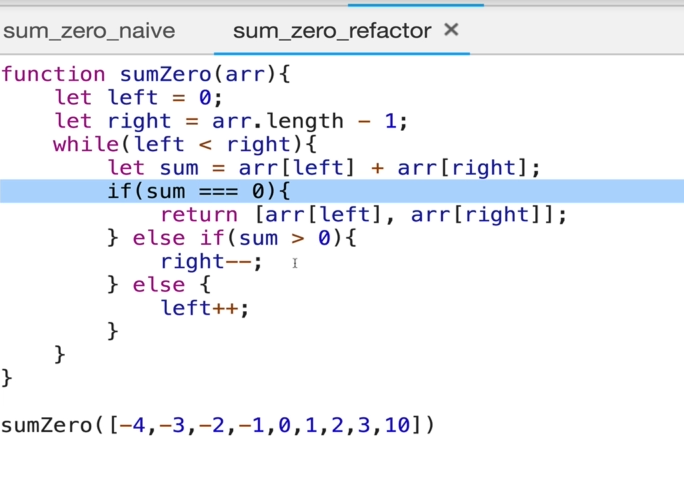 sum_zero_naive sum_zero_refactor ×
function sumZero(arr){
    let left = 0;
    let right = arr.length - 1;
    while(left < right){
        let sum = arr[left] + arr[right];
        if(sum === 0){
            return [arr[left], arr[right]];
        } else if(sum > 0){
            right--;
        } else {
            left++;
        }
    }
}
sumZero([-4,-3,-2,-1,0,1,2,3,10])